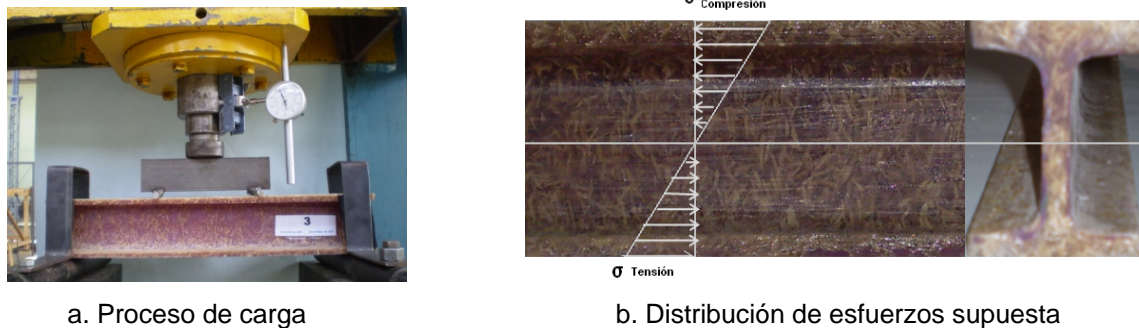 σ Compresión
3
σ Tensión
a. Proceso de carga
b. Distribución de esfuerzos supuesta